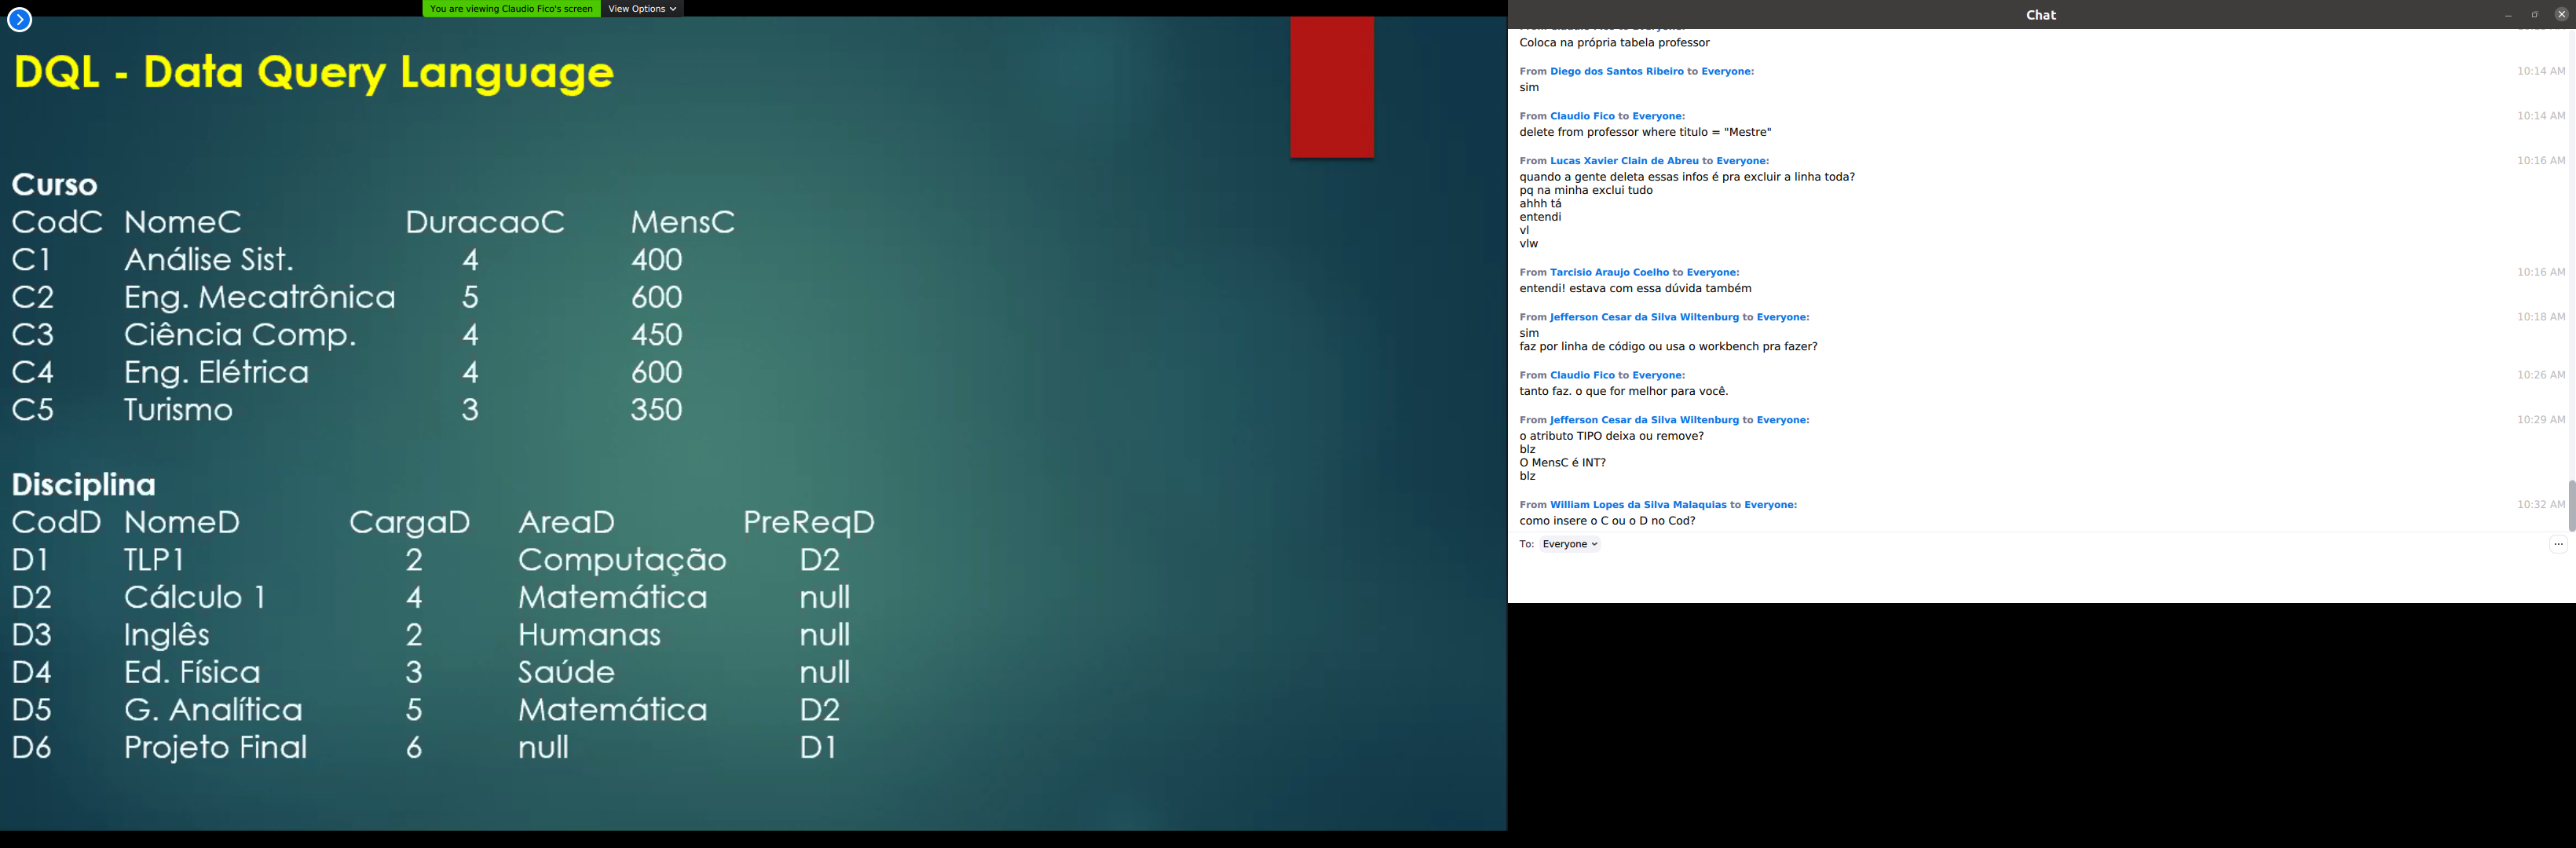 You are viewing Claudio Fico's screen
View Options
DQL - Data Query Language
Curso
CodC NomeC DuracaoC MensC
C1 Análise Sist. 4 400
C2 Eng. Mecatrônica 5 600
C3 Ciência Comp. 4 450
C4 Eng. Elétrica 4 600
C5 Turismo 3 350
Disciplina
CodD NomeD CargaD AreaD PreReqD
D1 TLP1 2 Computação D2
D2 Cálculo 1 4 Matemática null
D3 Inglês 2 Humanas null
D4 Ed. Física 3 Saúde null
D5 G. Analítica 5 Matemática D2
D6 Projeto Final 6 null D1
Chat
Coloca na própria tabela professor
From Diego dos Santos Ribeiro to Everyone: 10:14 AM
sim
From Claudio Fico to Everyone: 10:14 AM
delete from professor where titulo = "Mestre"
From Lucas Xavier Clain de Abreu to Everyone: 10:16 AM
quando a gente deleta essas infos é pra excluir a linha toda?
pq na minha exclui tudo
ahhh tá
entendi
vl
vlw
From Tarcisio Araujo Coelho to Everyone: 10:16 AM
entendi! estava com essa dúvida também
From Jefferson Cesar da Silva Wiltenburg to Everyone: 10:18 AM
sim
faz por linha de código ou usa o workbench pra fazer?
From Claudio Fico to Everyone: 10:26 AM
tanto faz. o que for melhor para você.
From Jefferson Cesar da Silva Wiltenburg to Everyone: 10:29 AM
o atributo TIPO deixa ou remove?
blz
O MensC é INT?
blz
From William Lopes da Silva Malaquias to Everyone: 10:32 AM
como insere o C ou o D no Cod?
To: Everyone